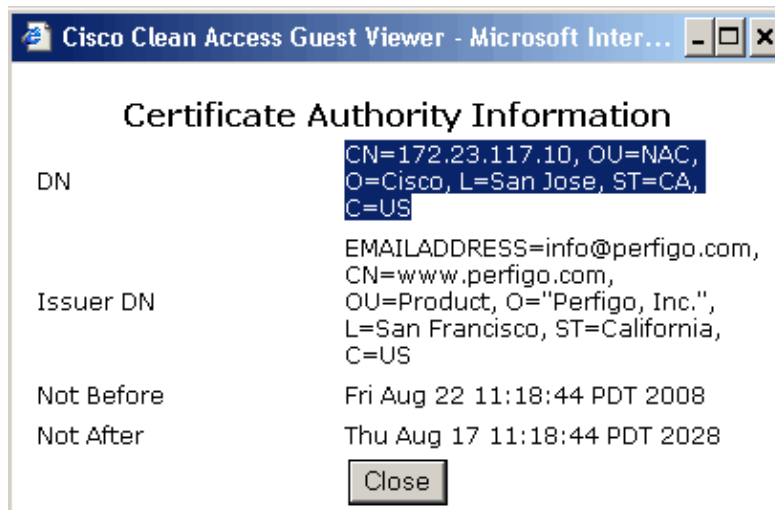 Cisco Clean Access Guest Viewer - Microsoft Inter...
Certificate Authority Information
DN
CN=172.23.117.10, OU=NAC,
O=Cisco, L=San Jose, ST=CA,
C=US
Issuer DN
EMAILADDRESS=info@perfigo.com,
CN=www.perfigo.com,
OU=Product, O="Perfigo, Inc.",
L=San Francisco, ST=California,
C=US
Not Before Fri Aug 22 11:18:44 PDT 2008
Not After Thu Aug 17 11:18:44 PDT 2028
Close